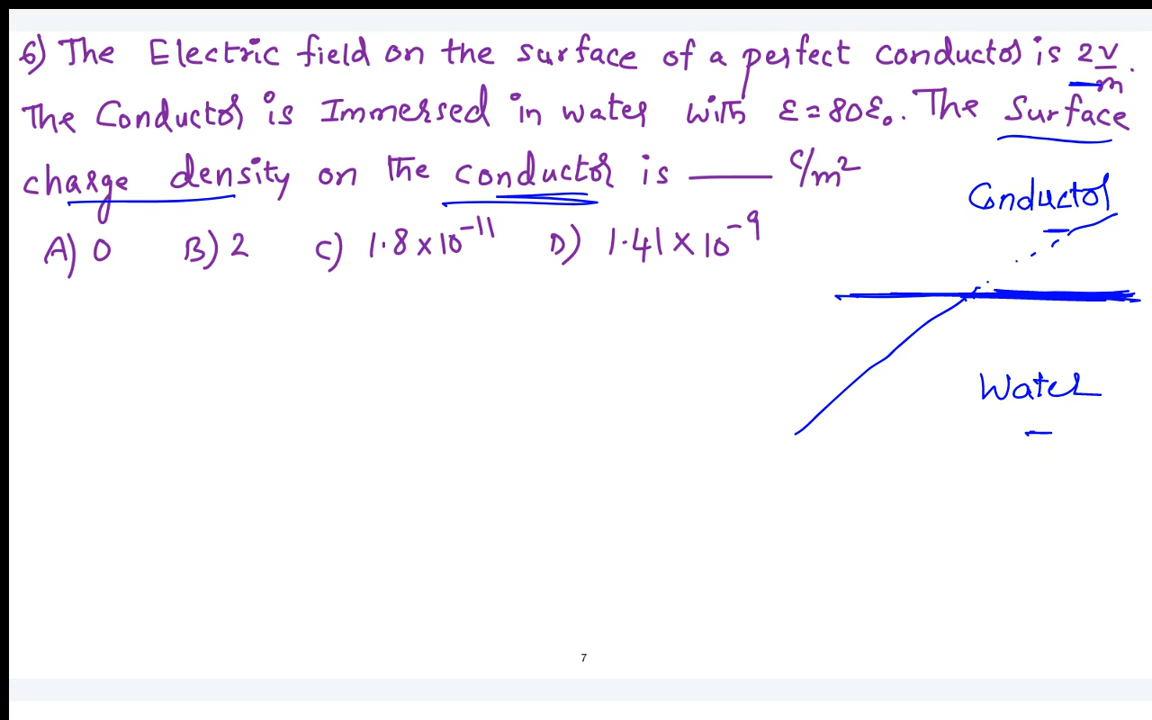 6) The Electric field on the surface of a perfect conductor is 2 V/m.
The Conductor is Immersed in water with ε = 80ε₀. The Surface
charge density on the conductor is ____ C/m²
A) 0 B) 2 C) 1.8 × 10⁻¹¹ D) 1.41 × 10⁻⁹
Conductor
Water
7